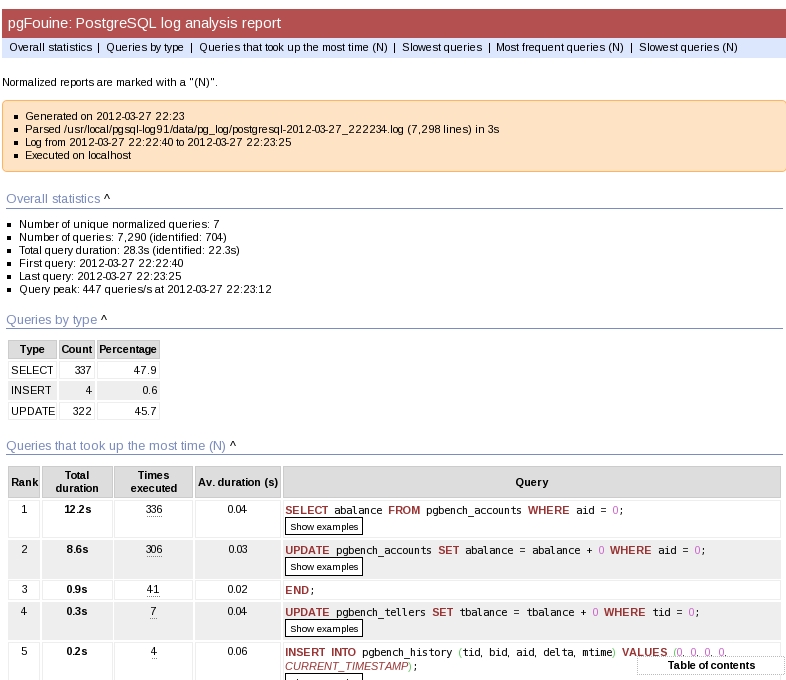 pgFouine: PostgreSQL log analysis report
Overall statistics | Queries by type | Queries that took up the most time (N) | Slowest queries | Most frequent queries (N) | Slowest queries (N)
Normalized reports are marked with a "(N)".
Generated on 2012-03-27 22:23
Parsed /usr/local/pgsql-log91/data/pg_log/postgresql-2012-03-27_222234.log (7,298 lines) in 3s
Log from 2012-03-27 22:22:40 to 2012-03-27 22:23:25
Executed on localhost
Overall statistics ^
Number of unique normalized queries: 7
Number of queries: 7,290 (identified: 704)
Total query duration: 28.3s (identified: 22.3s)
First query: 2012-03-27 22:22:40
Last query: 2012-03-27 22:23:25
Query peak: 447 queries/s at 2012-03-27 22:23:12
Queries by type ^
Type Count Percentage
SELECT 337 47.9
INSERT 4 0.6
UPDATE 322 45.7
Queries that took up the most time (N) ^
Rank Total duration Times executed Av. duration (s) Query
1 12.2s 336 0.04 SELECT abalance FROM pgbench_accounts WHERE aid = 0;
Show examples
2 8.6s 306 0.03 UPDATE pgbench_accounts SET abalance = abalance + 0 WHERE aid = 0;
Show examples
3 0.9s 41 0.02 END;
4 0.3s 7 0.04 UPDATE pgbench_tellers SET tbalance = tbalance + 0 WHERE tid = 0;
Show examples
5 0.2s 4 0.06 INSERT INTO pgbench_history (tid, bid, aid, delta, mtime) VALUES (0, 0, 0, 0,
CURRENT_TIMESTAMP);
Table of contents